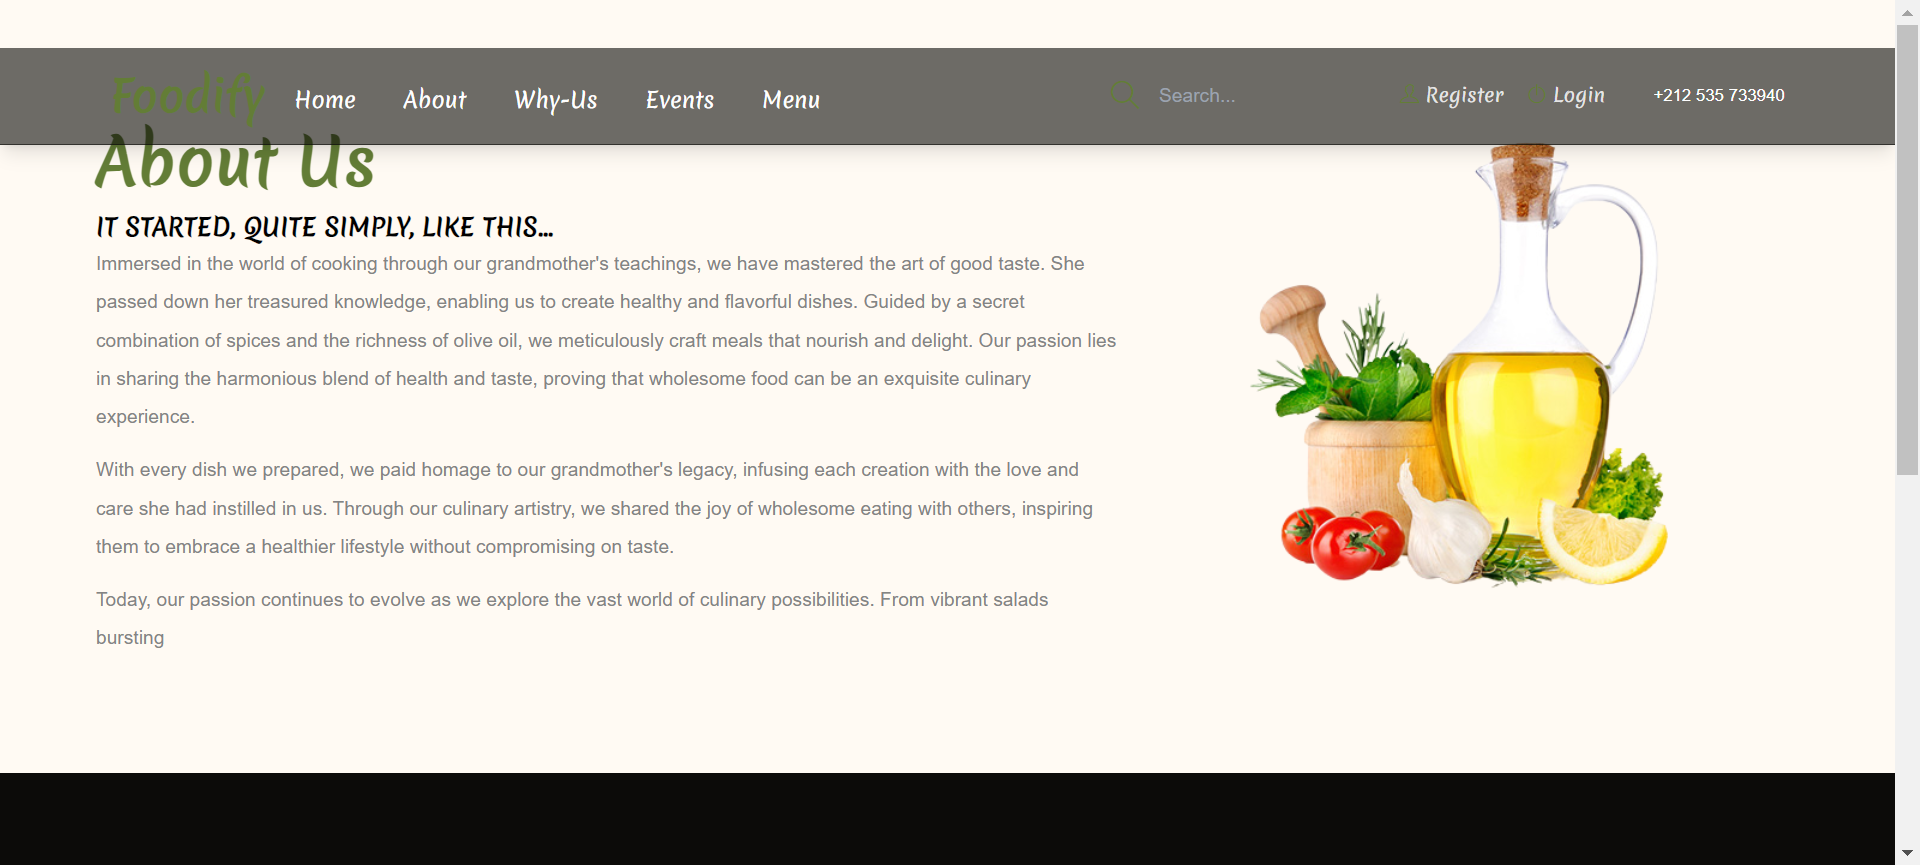 Foodify Home About Why-Us Events Menu Search... Register Login +212 535 733940
About Us
IT STARTED, QUITE SIMPLY, LIKE THIS...
Immersed in the world of cooking through our grandmother's teachings, we have mastered the art of good taste. She
passed down her treasured knowledge, enabling us to create healthy and flavorful dishes. Guided by a secret
combination of spices and the richness of olive oil, we meticulously craft meals that nourish and delight. Our passion lies
in sharing the harmonious blend of health and taste, proving that wholesome food can be an exquisite culinary
experience.
With every dish we prepared, we paid homage to our grandmother's legacy, infusing each creation with the love and
care she had instilled in us. Through our culinary artistry, we shared the joy of wholesome eating with others, inspiring
them to embrace a healthier lifestyle without compromising on taste.
Today, our passion continues to evolve as we explore the vast world of culinary possibilities. From vibrant salads
bursting